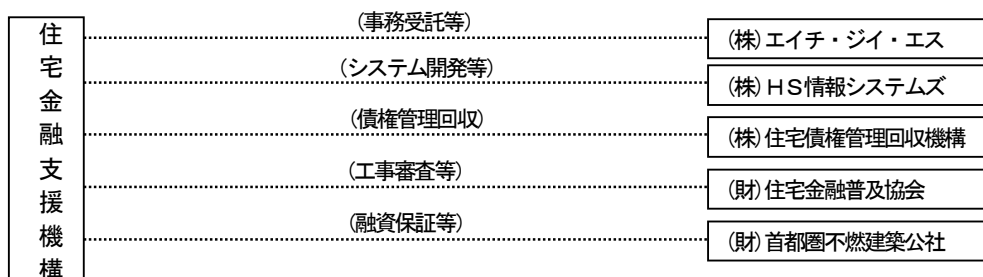 住宅金融支援機構
(事務受託等)
(株)エイチ・ジイ・エス
(システム開発等)
(株)HS情報システムズ
(債権管理回収)
(株)住宅債権管理回収機構
(工事審査等)
(財)住宅金融普及協会
(融資保証等)
(財)首都圏不燃建築公社